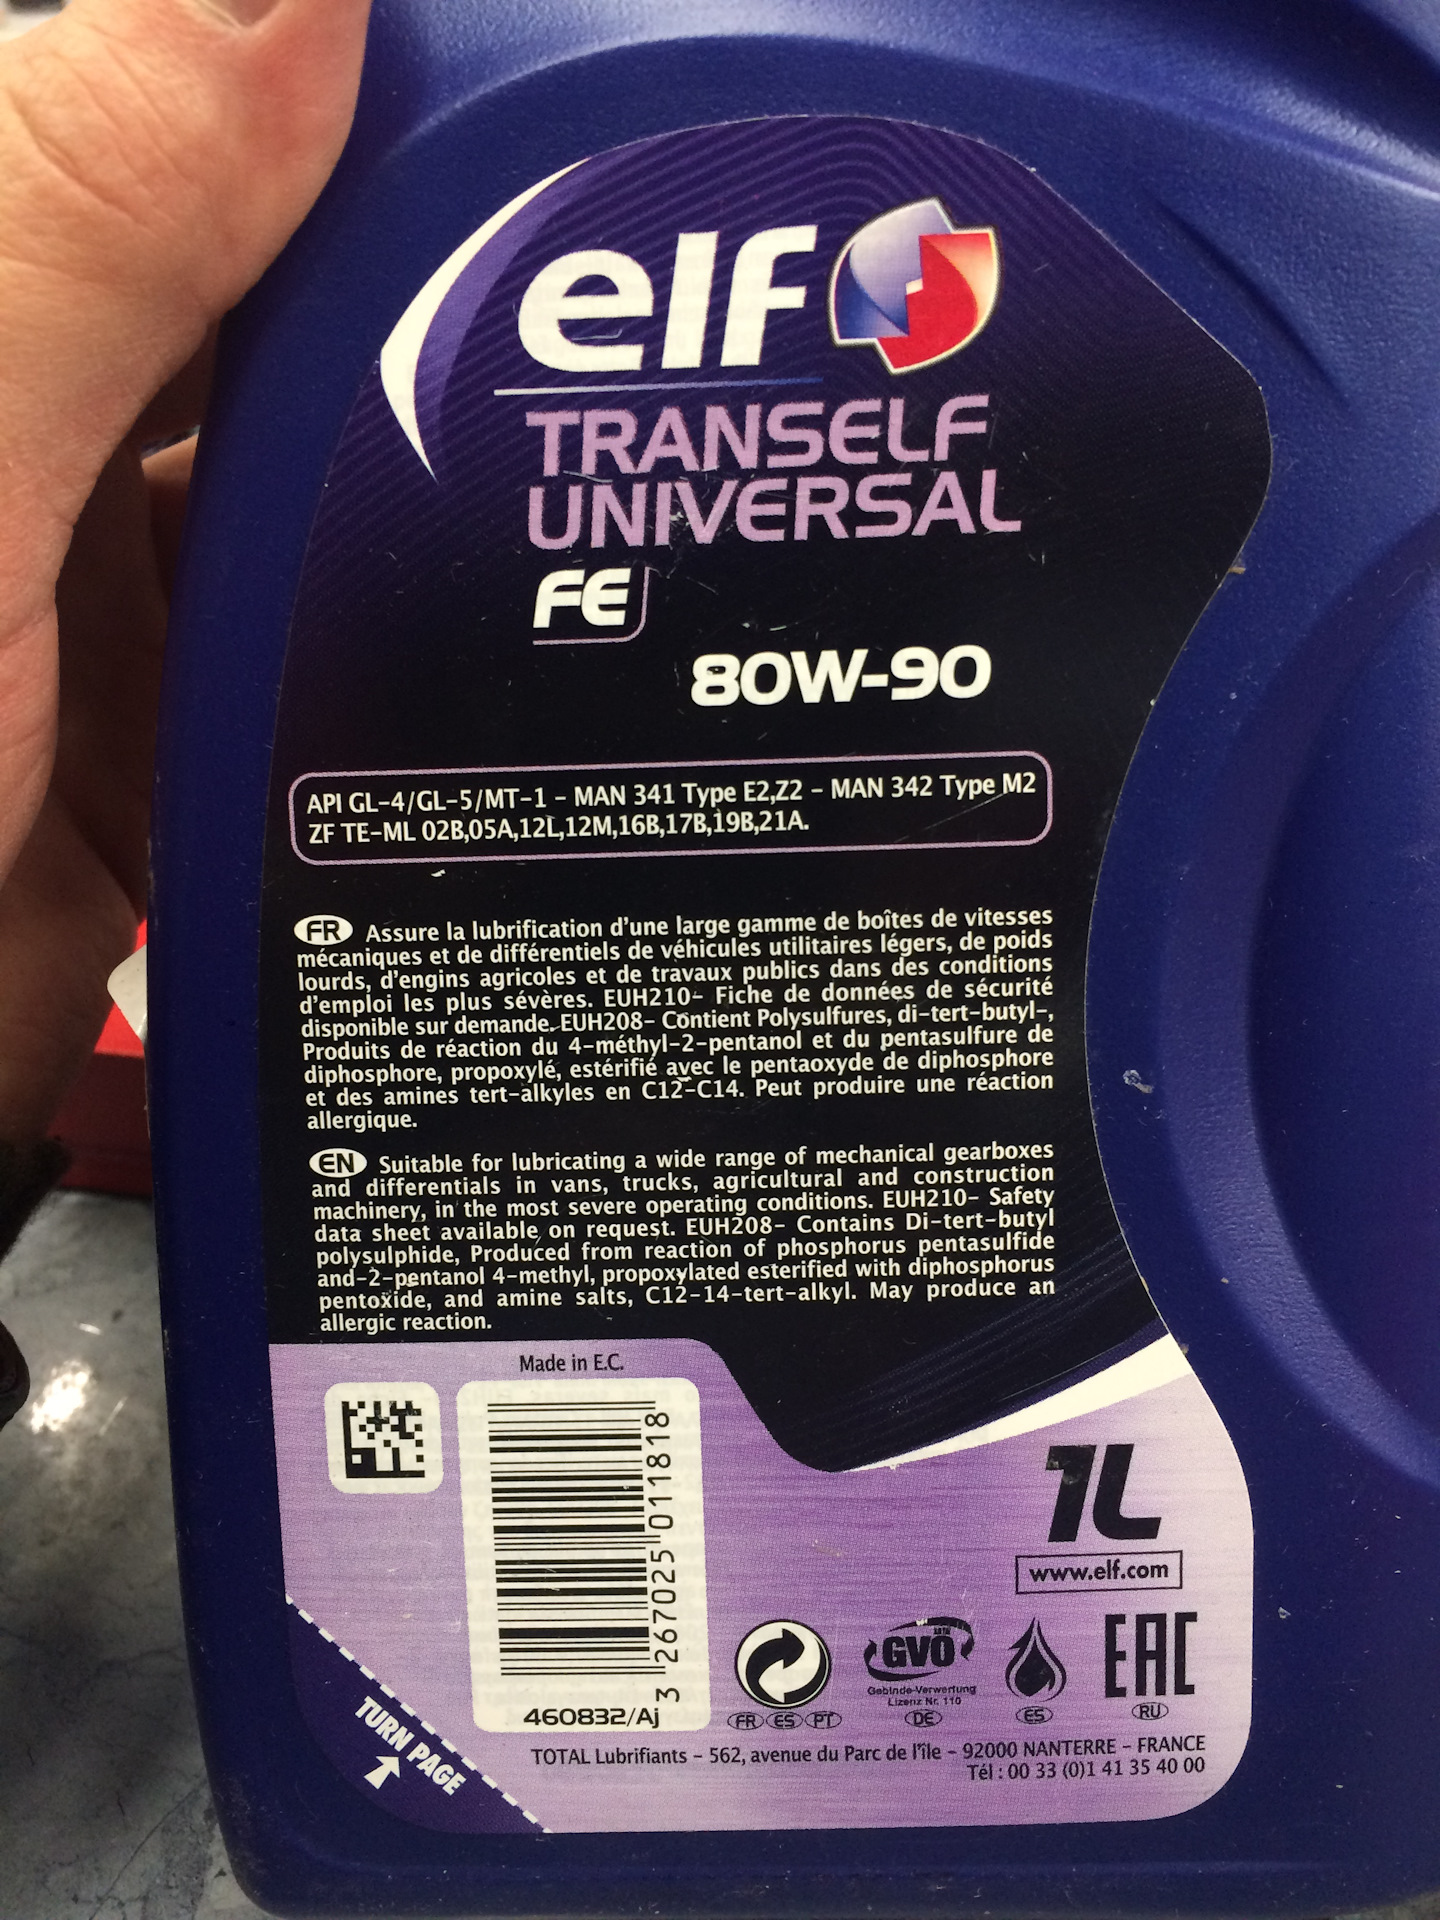 elf
TRANSELF
UNIVERSAL
FE
80W-90
API GL-4/GL-5/MT-1 - MAN 341 Type E2,Z2 - MAN 342 Type M2
ZF TE-ML 02B,05A,12L,12M,16B,17B,19B,21A.
FR Assure la lubrification d'une large gamme de boîtes de vitesses
mécaniques et de différentiels de véhicules utilitaires légers, de poids
lourds, d'engins agricoles et de travaux publics dans des conditions
d'emploi les plus sévères. EUH210- Fiche de données de sécurité
disponible sur demande. EUH208- Contient Polysulfures, di-tert-butyl-,
Produits de réaction du 4-méthyl-2-pentanol et du pentasulfure de
diphosphore, propoxylé, estérifié avec le pentaoxyde de diphosphore
et des amines tert-alkyles en C12-C14. Peut produire une réaction
allergique.
EN Suitable for lubricating a wide range of mechanical gearboxes
and differentials in vans, trucks, agricultural and construction
machinery, in the most severe operating conditions. EUH210- Safety
data sheet available on request. EUH208- Contains Di-tert-butyl
polysulphide, Produced from reaction of phosphorus pentasulfide
and-2-pentanol 4-methyl, propoxylated esterified with diphosphorus
pentoxide, and amine salts, C12-14-tert-alkyl. May produce an
allergic reaction.
Made in E.C.
3 267025 011818
460832/Aj
1L
www.elf.com
GVÖ
Gebinde-Verwertung
Lizenz Nr. 110
EAC
FR ES PT DE ES RU
TURN PAGE
TOTAL Lubrifiants - 562, avenue du Parc de l'île - 92000 NANTERRE - FRANCE
Tél : 00 33 (0)1 41 35 40 00